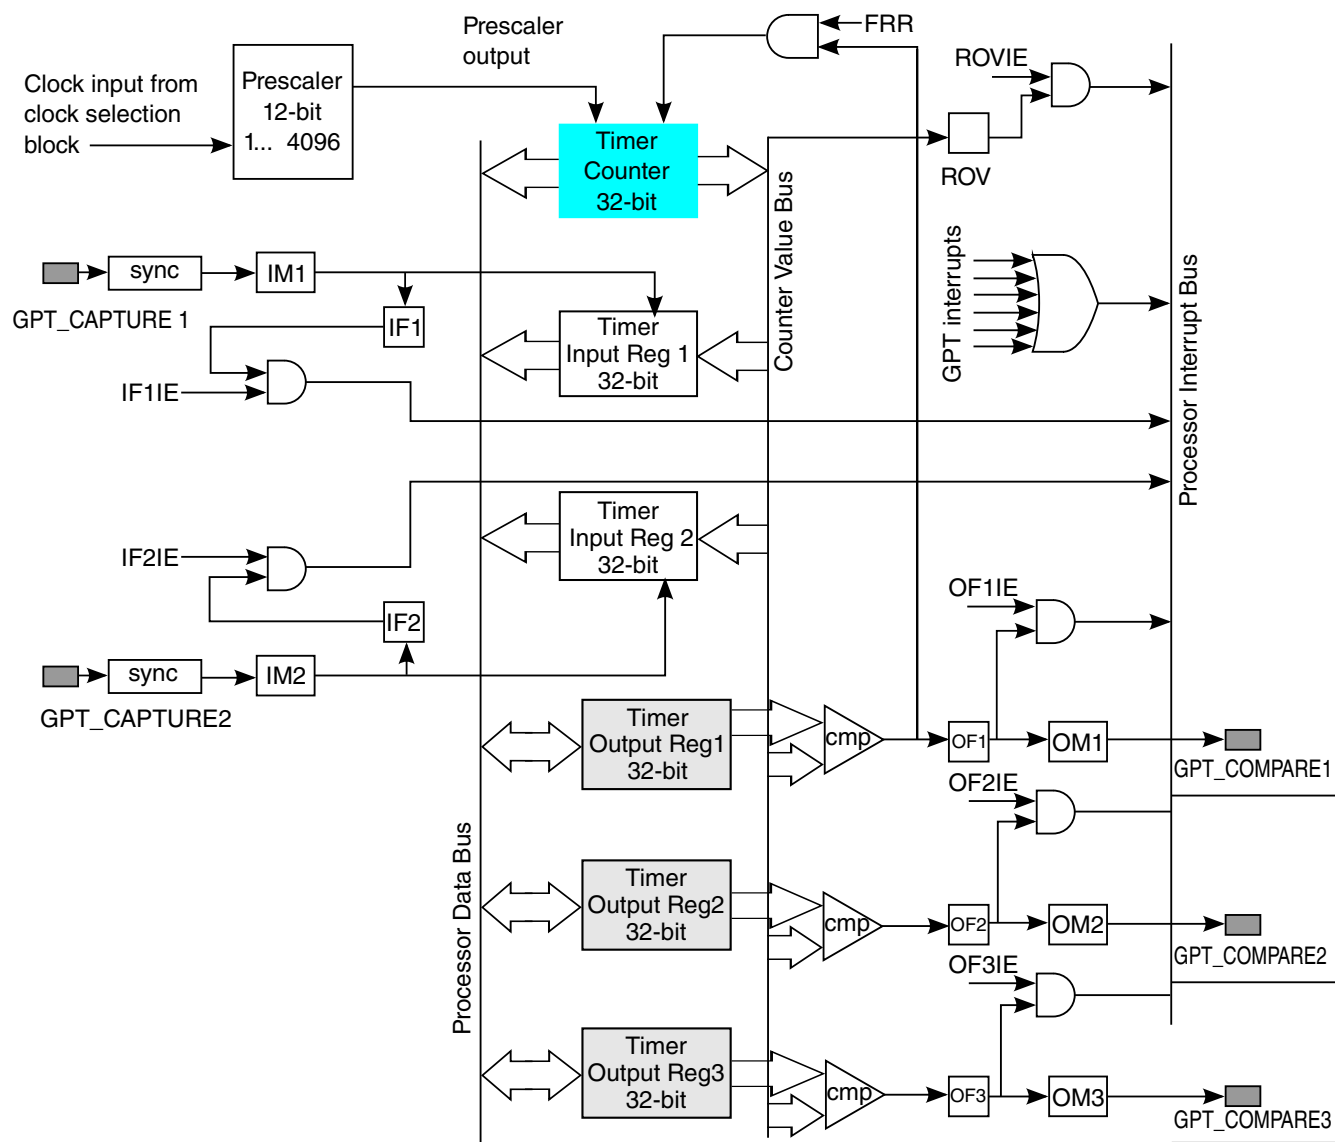 Prescaler
output
FRR
ROVIE
Clock input from
clock selection
block
Prescaler
12-bit
1... 4096
Timer
Counter
32-bit
ROV
Counter Value Bus
GPT interrupts
Processor Interrupt Bus
sync
IM1
GPT_CAPTURE 1
IF1
Timer
Input Reg 1
32-bit
IF1IE
Timer
Input Reg 2
32-bit
IF2IE
IF2
OF1IE
sync
IM2
GPT_CAPTURE2
Timer
Output Reg1
32-bit
cmp
OF1
OM1
GPT_COMPARE1
OF2IE
Processor Data Bus
Timer
Output Reg2
32-bit
cmp
OF2
OM2
GPT_COMPARE2
OF3IE
Timer
Output Reg3
32-bit
cmp
OF3
OM3
GPT_COMPARE3